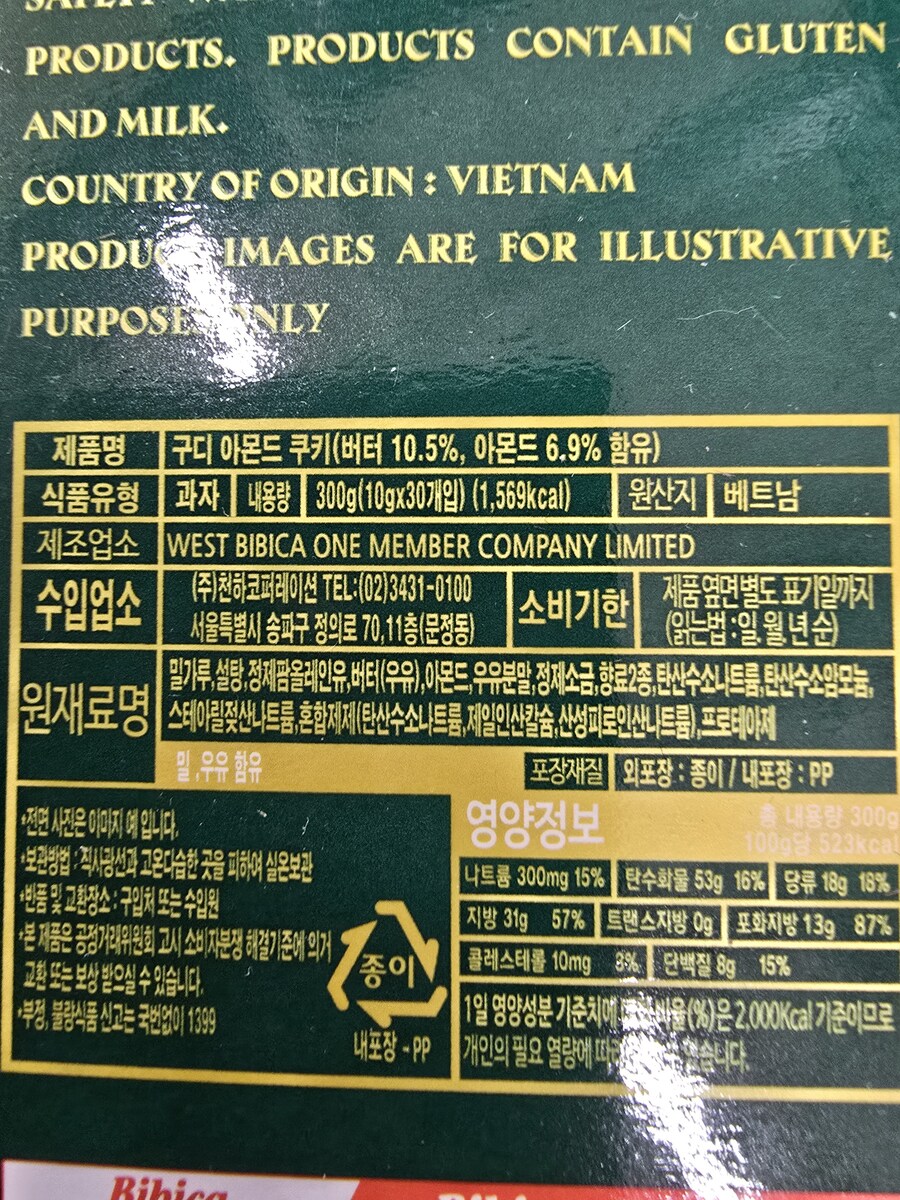 PRODUCTS. PRODUCTS CONTAIN GLUTEN
AND MILK.
COUNTRY OF ORIGIN : VIETNAM
IMAGES ARE FOR ILLUSTRATIVE
제품명 구디 아몬드 쿠키(버터 10.5%, 아몬드 6.9% 함유)
식품유형 과자 내용량 300g(10gx30개입) (1,569kcal) 원산지 베트남
제조업소 WEST BIBICA ONE MEMBER COMPANY LIMITED
수입업소 (주)천하코퍼레이션 TEL:(02)3431-0100
서울특별시 송파구 정의로 70,11층(문정동)
소비기한 제품 옆면 별도 표기일까지
(읽는법 : 일,월,년 순)
원재료명 밀가루,설탕,정제팜올레인유,버터(우유),아몬드,우유분말,정제소금,향료2종,탄산수소나트륨,탄산수소암모늄,
스테아릴젖산나트륨,혼합제제(탄산수소나트륨,제일인산칼슘,산성피로인산나트륨),프로테아제
밀,우유 함유
포장재질 외포장 : 종이 / 내포장 : PP
*전면 사진은 이미지 예 입니다.
*보관방법 : 직사광선과 고온다습한 곳을 피하여 실온보관
*반품 및 교환장소 : 구입처 또는 수입원
*본 제품은 공정거래위원회 고시 소비자분쟁 해결기준에 의거
교환 또는 보상 받으실 수 있습니다.
*부정, 불량식품 신고는 국번없이 1399
종이
내포장 - PP
영양정보 총 내용량 300g
100g당 523kcal
나트륨 300mg 15% 탄수화물 53g 16% 당류 18g 18%
지방 31g 57% 트랜스지방 0g 포화지방 13g 87%
콜레스테롤 10mg 3% 단백질 8g 15%
1일 영양성분 기준치에 비율(%)은 2,000Kcal 기준이므로
개인의 필요 열량에
Bibica